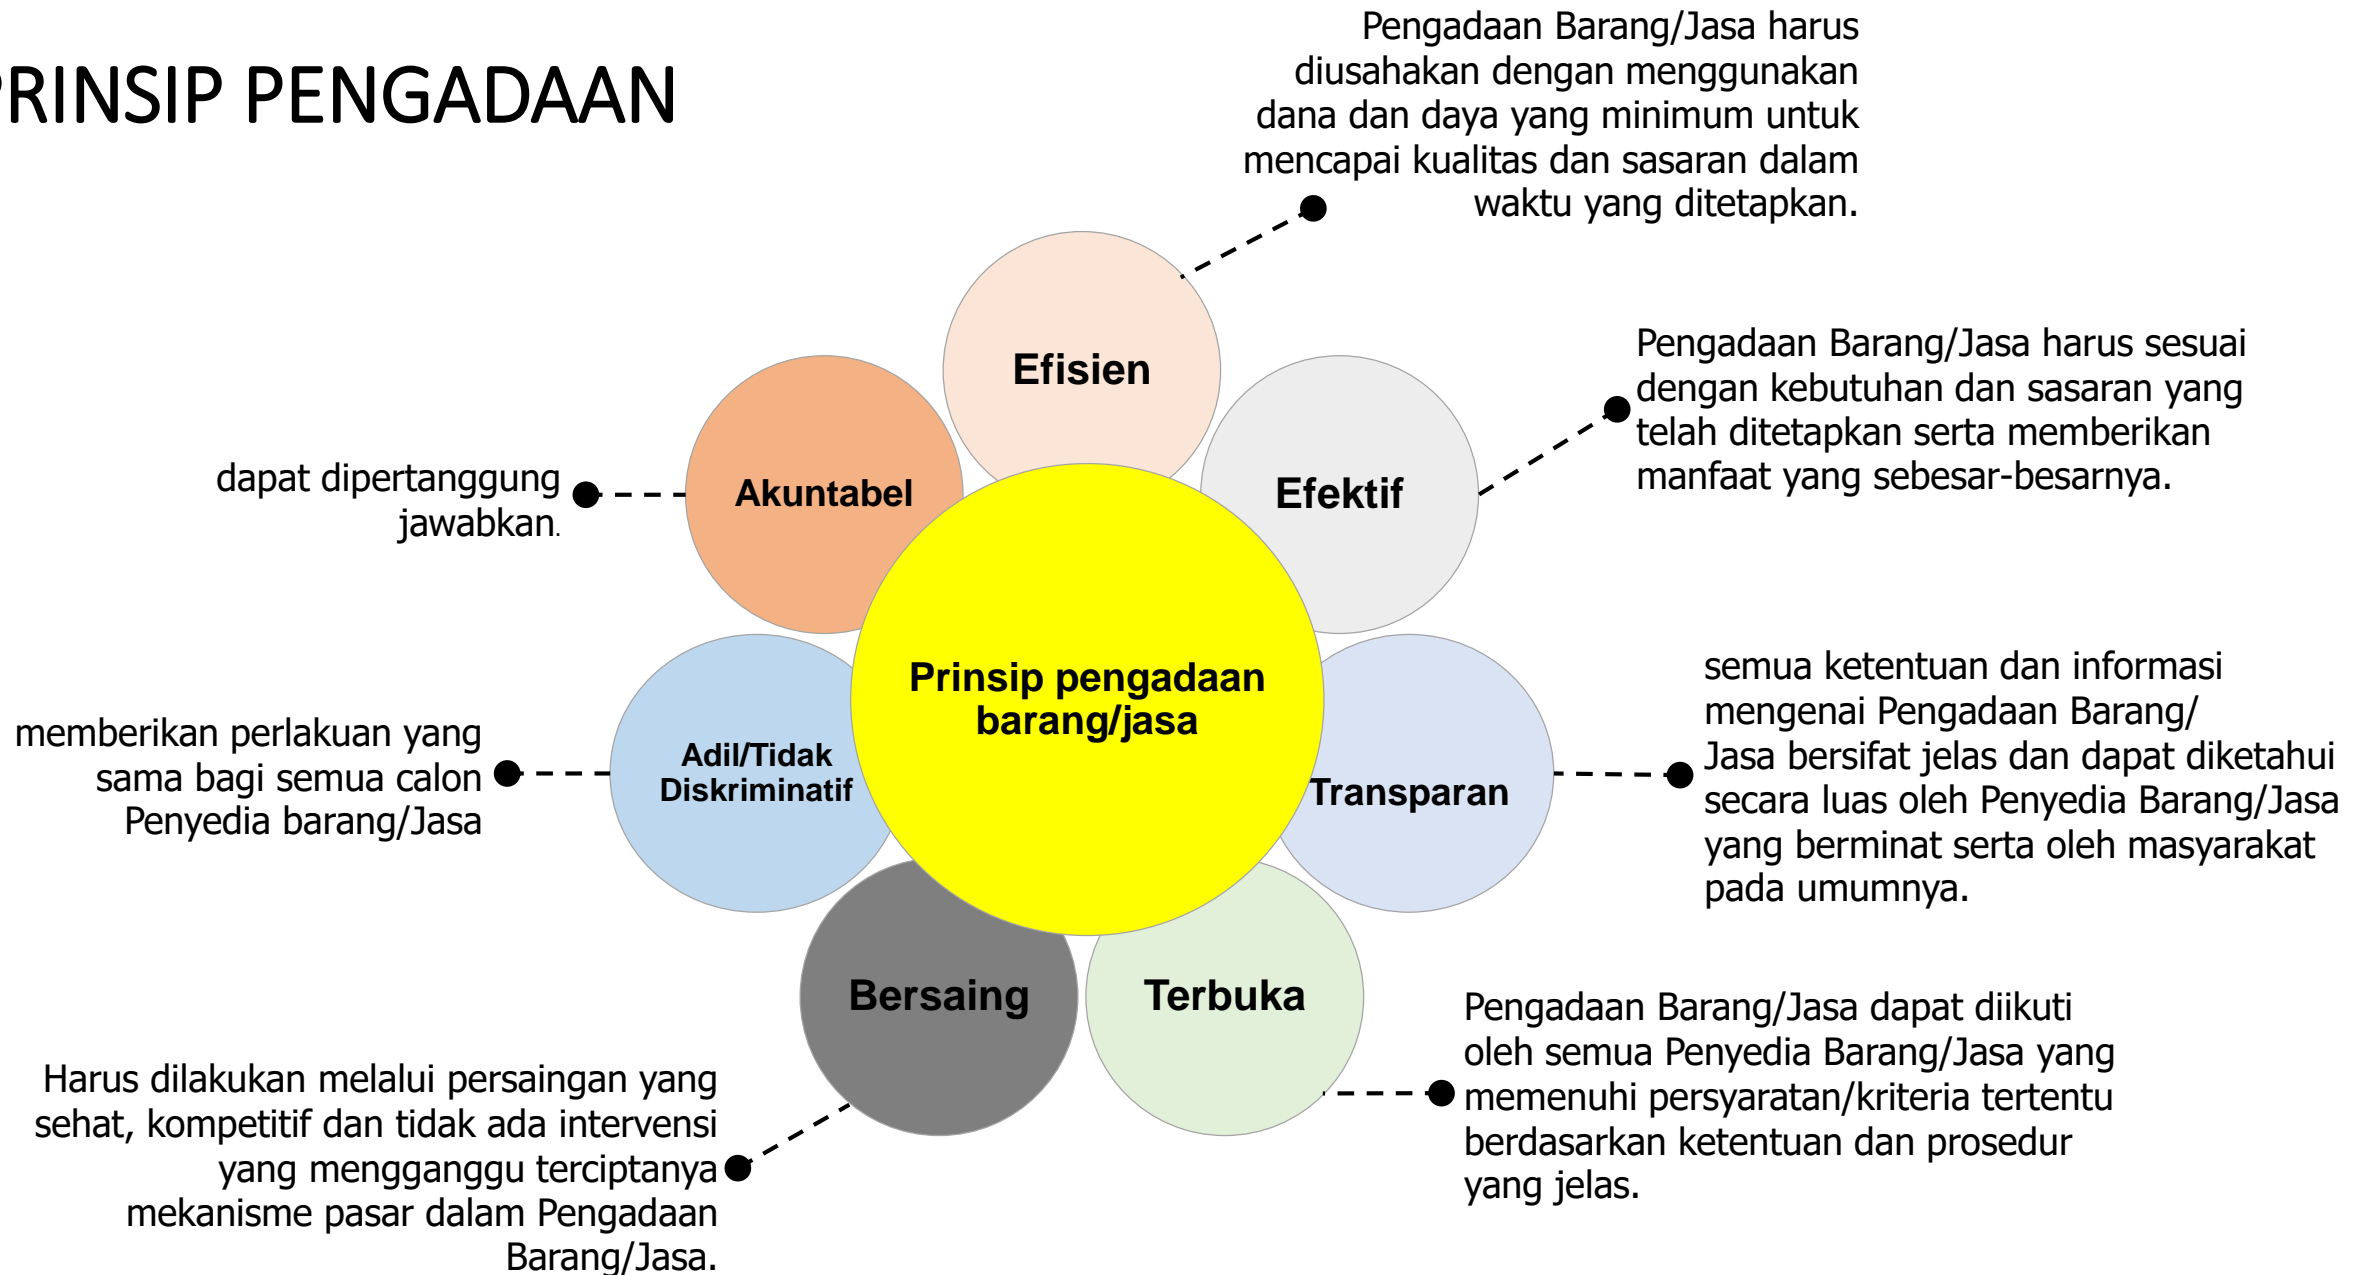 PRINSIP PENGADAAN
Pengadaan Barang/Jasa harus
diusahakan dengan menggunakan
dana dan daya yang minimum untuk
mencapai kualitas dan sasaran dalam
waktu yang ditetapkan.
Efisien
Pengadaan Barang/Jasa harus sesuai
dengan kebutuhan dan sasaran yang
telah ditetapkan serta memberikan
manfaat yang sebesar-besarnya.
Efektif
semua ketentuan dan informasi
mengenai Pengadaan Barang/
Jasa bersifat jelas dan dapat diketahui
secara luas oleh Penyedia Barang/Jasa
yang berminat serta oleh masyarakat
pada umumnya.
Transparan
Pengadaan Barang/Jasa dapat diikuti
oleh semua Penyedia Barang/Jasa yang
memenuhi persyaratan/kriteria tertentu
berdasarkan ketentuan dan prosedur
yang jelas.
Terbuka
Bersaing
Harus dilakukan melalui persaingan yang
sehat, kompetitif dan tidak ada intervensi
yang mengganggu terciptanya
mekanisme pasar dalam Pengadaan
Barang/Jasa.
Adil/Tidak
Diskriminatif
memberikan perlakuan yang
sama bagi semua calon
Penyedia barang/Jasa
Akuntabel
dapat dipertanggung
jawabkan.
Prinsip pengadaan
barang/jasa